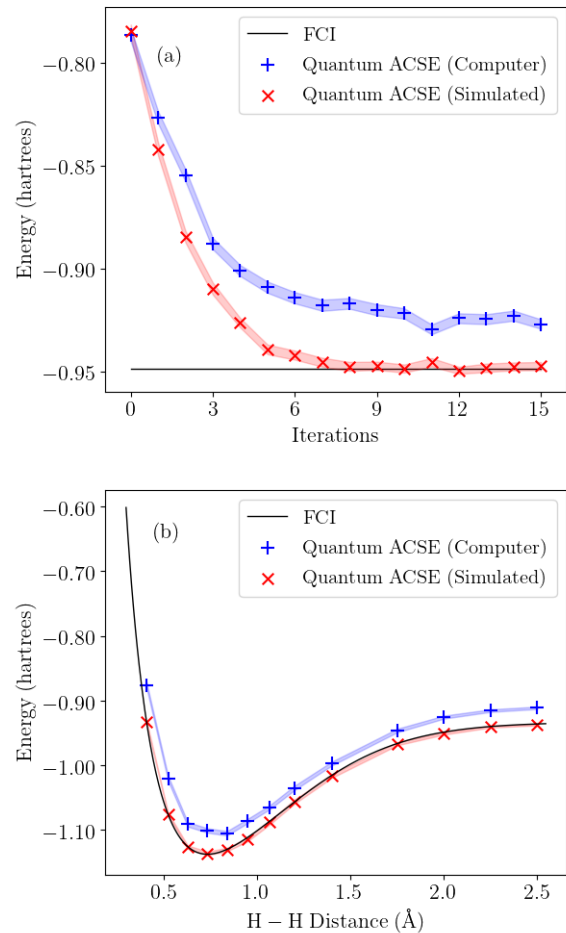 (a)
FCI
Quantum ACSE (Computer)
Quantum ACSE (Simulated)
Energy (hartrees)
−0.80
−0.85
−0.90
−0.95
0 3 6 9 12 15
Iterations
(b)
FCI
Quantum ACSE (Computer)
Quantum ACSE (Simulated)
Energy (hartrees)
−0.60
−0.70
−0.80
−0.90
−1.00
−1.10
0.5 1.0 1.5 2.0 2.5
H − H Distance (Å)